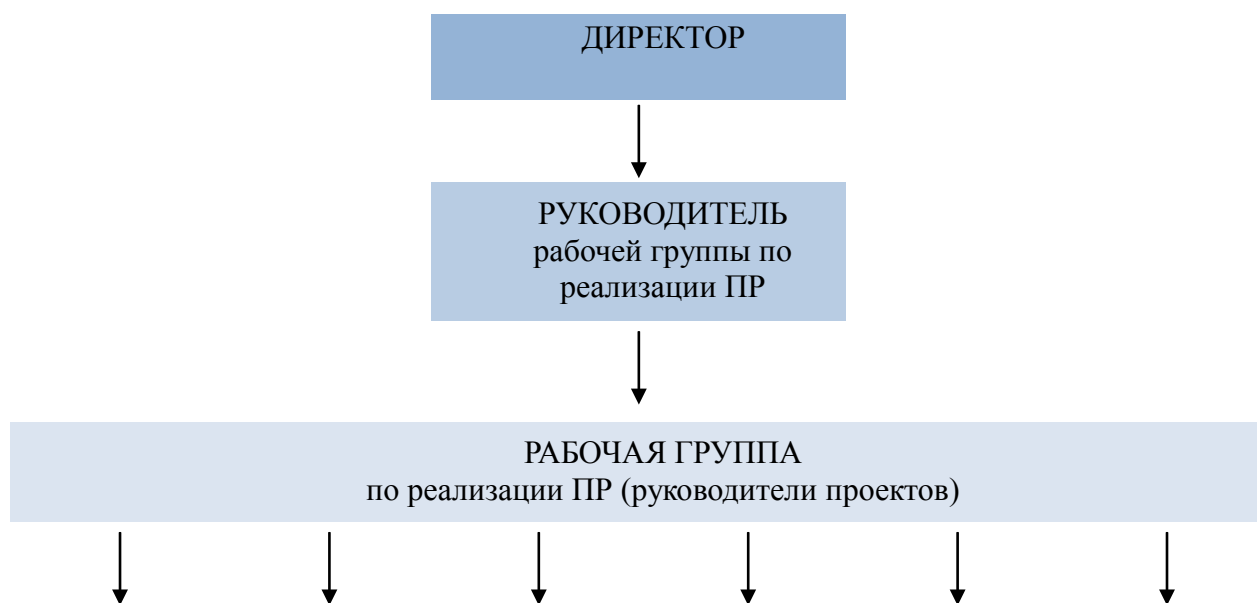 ДИРЕКТОР
РУКОВОДИТЕЛЬ
рабочей группы по
реализации ПР
РАБОЧАЯ ГРУППА
по реализации ПР (руководители проектов)